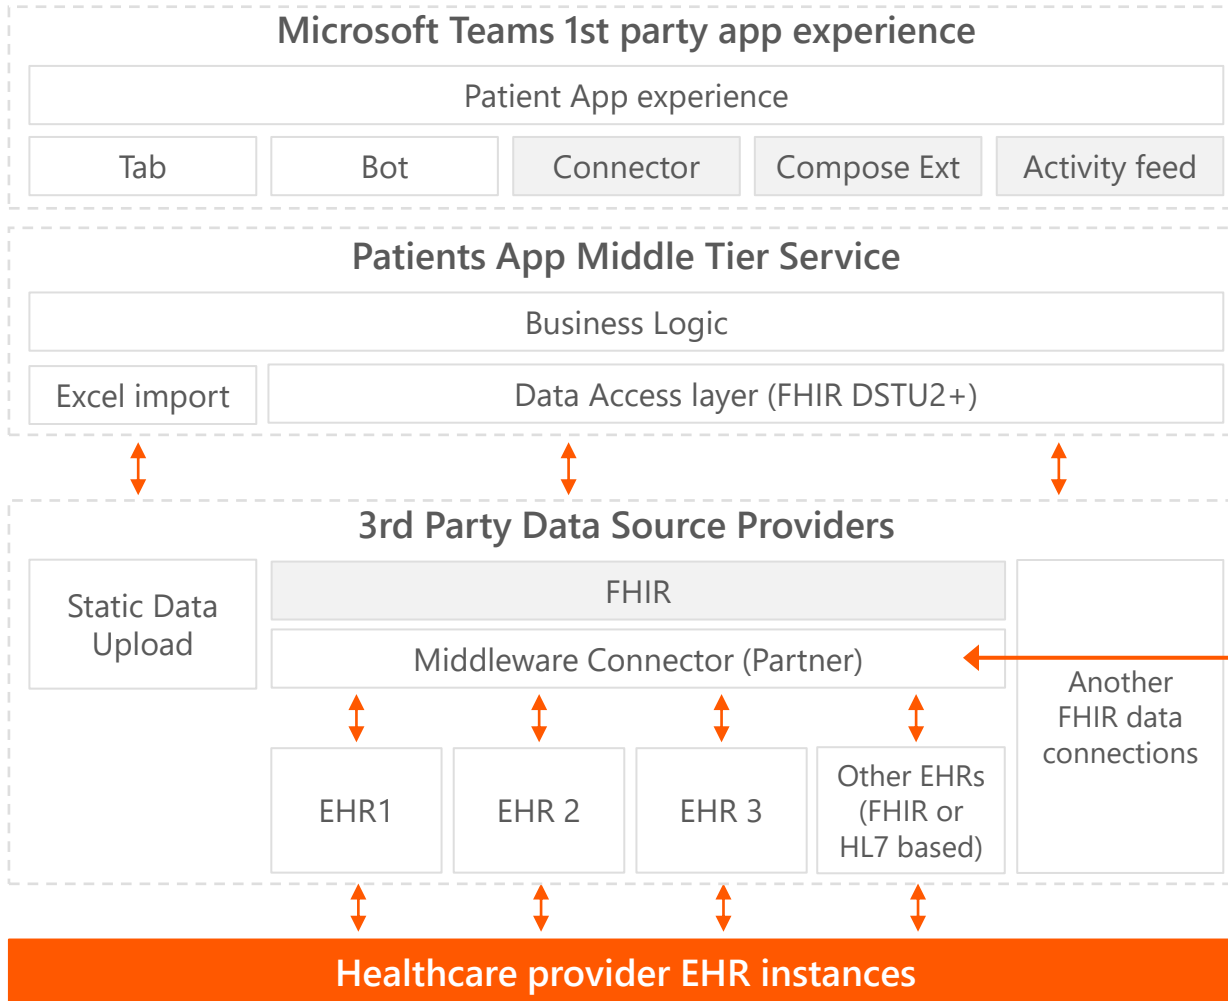 Microsoft Teams 1st party app experience
Patient App experience
Tab
Bot
Connector
Compose Ext
Activity feed
Patients App Middle Tier Service
Business Logic
Excel import
Data Access layer (FHIR DSTU2+)
3rd Party Data Source Providers
Static Data
Upload
FHIR
Middleware Connector (Partner)
Another
FHIR data
connections
EHR1
EHR 2
EHR 3
Other EHRs
(FHIR or
HL7 based)
Healthcare provider EHR instances